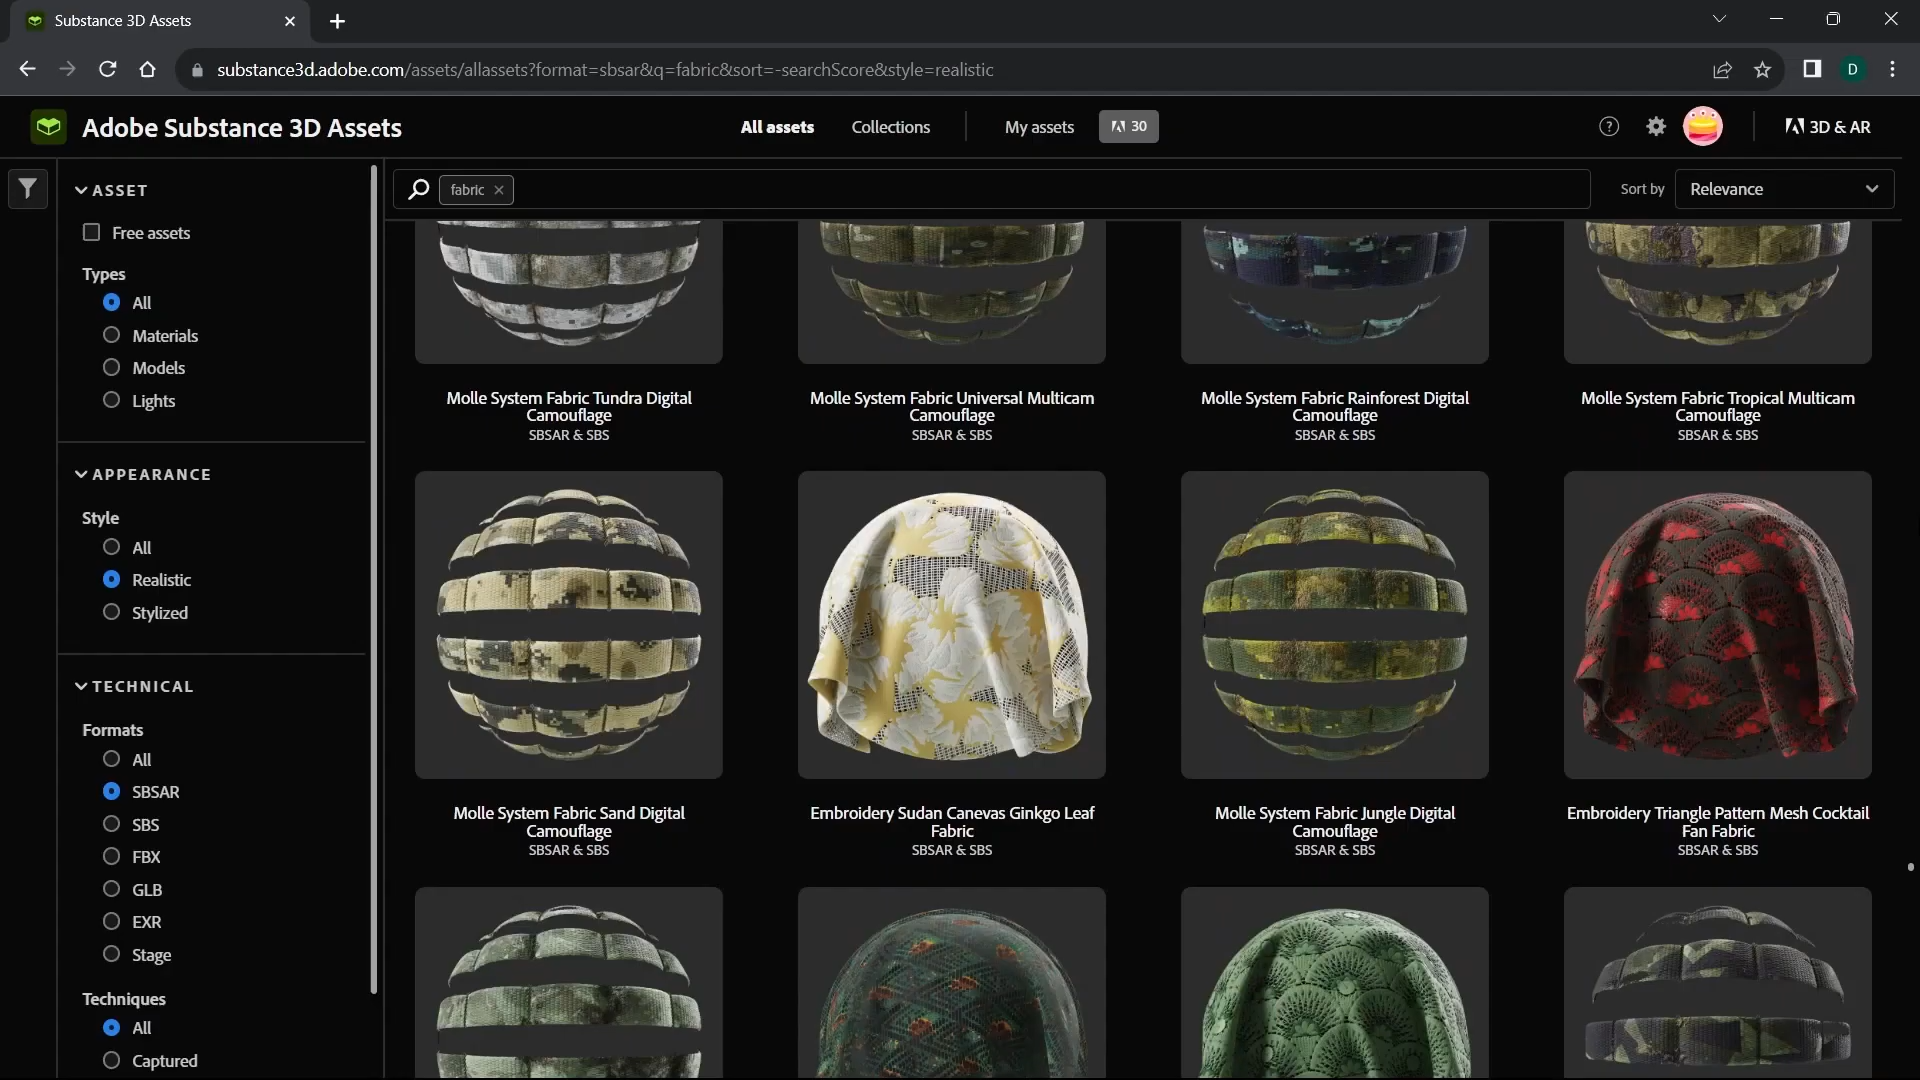 Substance 3D Assets
substance3d.adobe.com/assets/allassets?format=sbsar&q=fabric&sort=-searchScore&style=realistic
D
Adobe Substance 3D Assets
All assets
Collections
My assets
30
3D & AR
ASSET
Free assets
Types
All
Materials
Models
Lights
APPEARANCE
Style
All
Realistic
Stylized
TECHNICAL
Formats
All
SBSAR
SBS
FBX
GLB
EXR
Stage
Techniques
All
Captured
fabric
Sort by
Relevance
Molle System Fabric Tundra Digital
Camouflage
SBSAR & SBS
Molle System Fabric Universal Multicam
Camouflage
SBSAR & SBS
Molle System Fabric Rainforest Digital
Camouflage
SBSAR & SBS
Molle System Fabric Tropical Multicam
Camouflage
SBSAR & SBS
Molle System Fabric Sand Digital
Camouflage
SBSAR & SBS
Embroidery Sudan Canevas Ginkgo Leaf
Fabric
SBSAR & SBS
Molle System Fabric Jungle Digital
Camouflage
SBSAR & SBS
Embroidery Triangle Pattern Mesh Cocktail
Fan Fabric
SBSAR & SBS